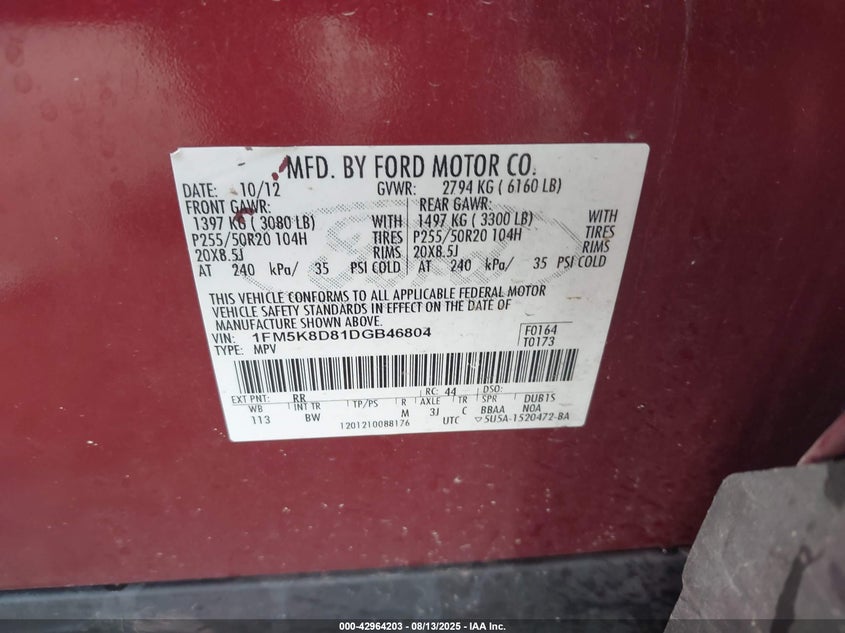 MFD. BY FORD MOTOR CO.
DATE: 10/12 GVWR: 2794 KG ( 6160 LB)
FRONT GAWR: REAR GAWR:
1397 KG ( 3080 LB) WITH 1497 KG ( 3300 LB) WITH
P255/50R20 104H TIRES P255/50R20 104H TIRES
20X8.5J RIMS 20X8.5J RIMS
AT 240 kPa/ 35 PSI COLD AT 240 kPa/ 35 PSI COLD
THIS VEHICLE CONFORMS TO ALL APPLICABLE FEDERAL MOTOR
VEHICLE SAFETY STANDARDS IN EFFECT ON THE DATE OF
MANUFACTURE SHOWN ABOVE.
VIN: 1FM5K8D81DGB46804 F0164
TYPE: MPV T0173
EXT PNT: RR RC: 44 DSO:
WB INT TR TP/PS R AXLE TR SPR DUB1S
113 BW M 3J C BBAA NOA
1201210088176 UTC ▽5U5A-1520472-BA
000-42964203 - 08/13/2025 - IAA Inc.